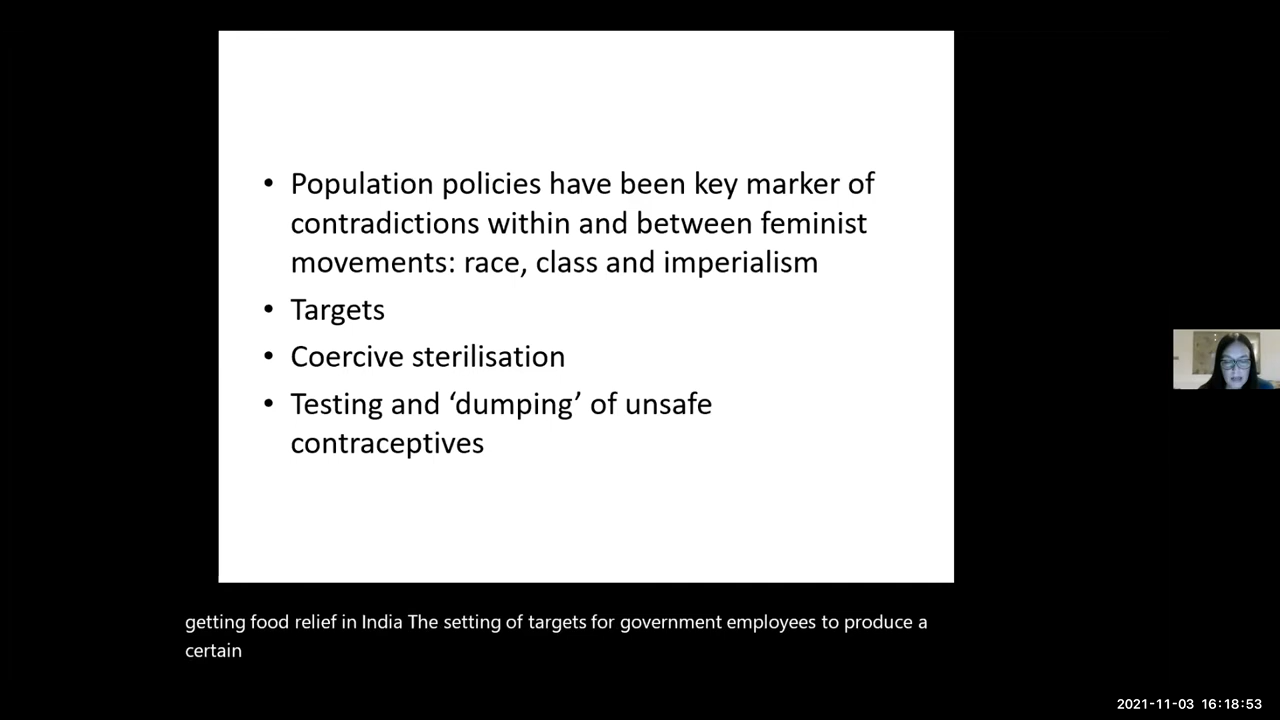 • Population policies have been key marker of
contradictions within and between feminist
movements: race, class and imperialism
• Targets
• Coercive sterilisation
• Testing and ‘dumping’ of unsafe
contraceptives
getting food relief in India The setting of targets for government employees to produce a
certain
2021-11-03 16:18:53